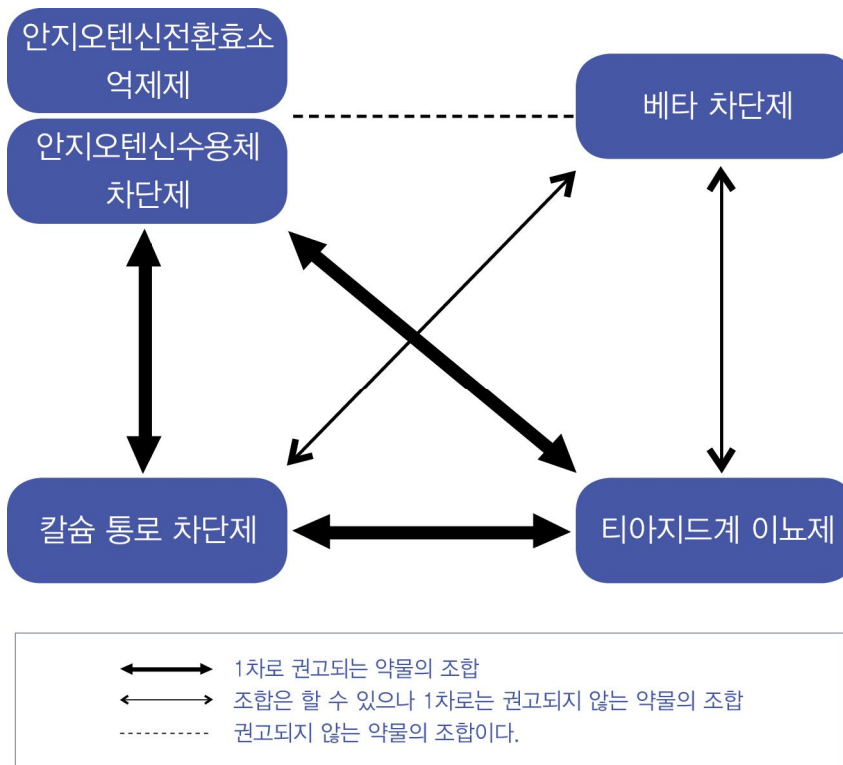 안지오텐신전환효소
억제제
안지오텐신수용체
차단제
베타 차단제
칼슘 통로 차단제
티아지드계 이뇨제
1차로 권고되는 약물의 조합
조합은 할 수 있으나 1차로는 권고되지 않는 약물의 조합
권고되지 않는 약물의 조합이다.